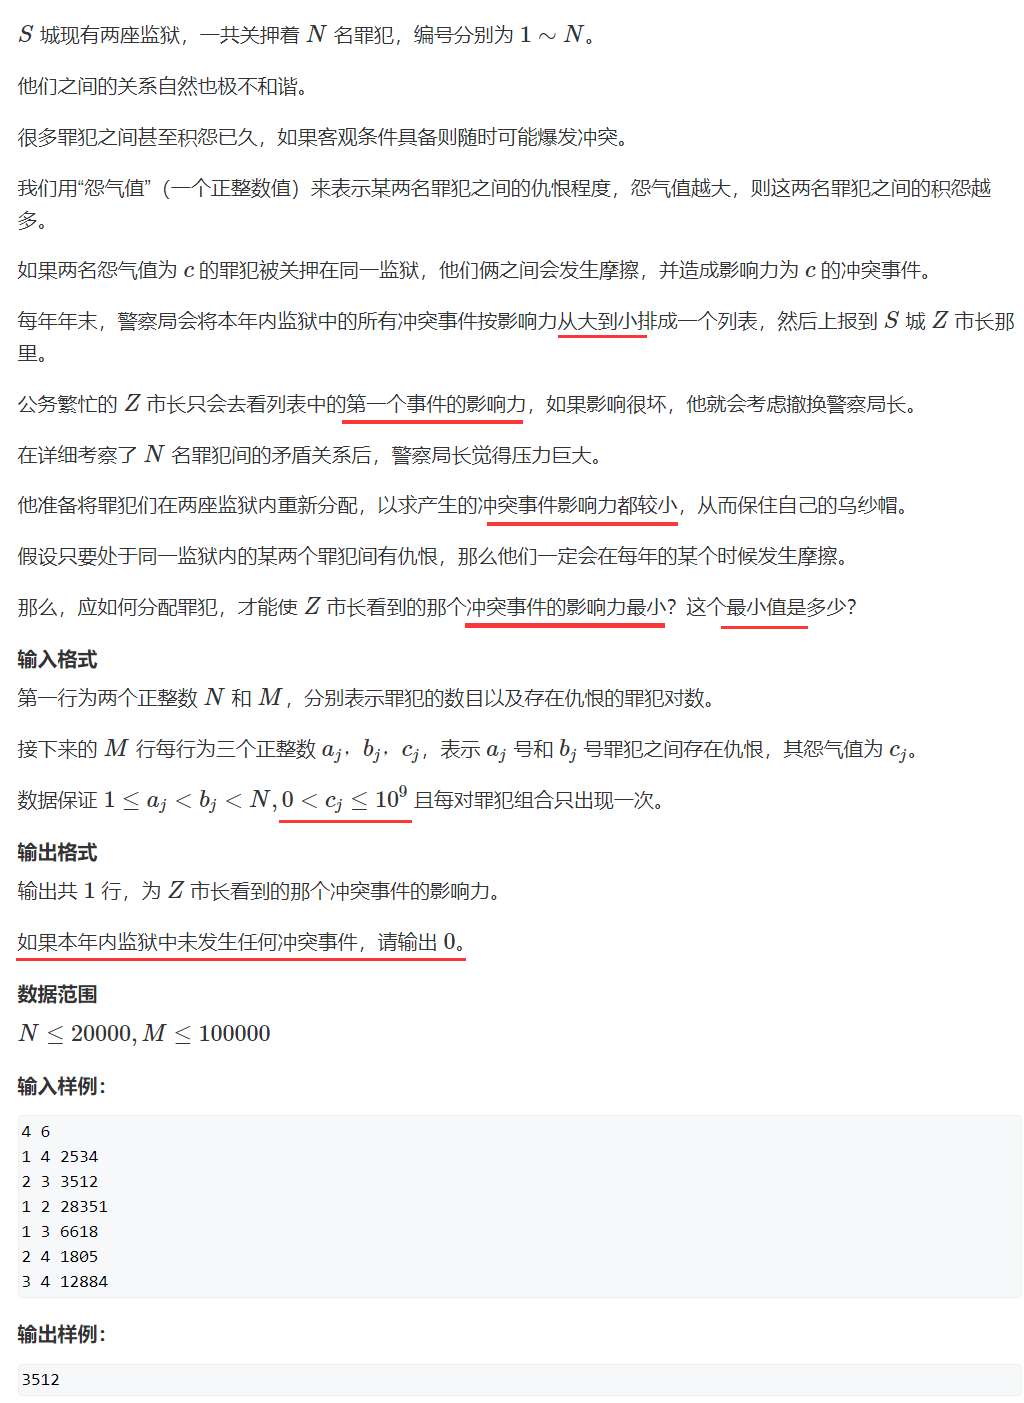 S 城现有两座监狱，一共关押着 N 名罪犯，编号分别为 1 ∼ N。
他们之间的关系自然也极不和谐。
很多罪犯之间甚至积怨已久，如果客观条件具备则随时可能爆发冲突。
我们用“怨气值”（一个正整数值）来表示某两名罪犯之间的仇恨程度，怨气值越大，则这两名罪犯之间的积怨越
多。
如果两名怨气值为 c 的罪犯被关押在同一监狱，他们俩之间会发生摩擦，并造成影响力为 c 的冲突事件。
每年年末，警察局会将本年内监狱中的所有冲突事件按影响力从大到小排成一个列表，然后上报到 S 城 Z 市长那
里。
公务繁忙的 Z 市长只会去看列表中的第一个事件的影响力，如果影响很坏，他就会考虑撤换警察局长。
在详细考察了 N 名罪犯间的矛盾关系后，警察局长觉得压力巨大。
他准备将罪犯们在两座监狱内重新分配，以求产生的冲突事件影响力都较小，从而保住自己的乌纱帽。
假设只要处于同一监狱内的某两个罪犯间有仇恨，那么他们一定会在每年的某个时候发生摩擦。
那么，应如何分配罪犯，才能使 Z 市长看到的那个冲突事件的影响力最小？这个最小值是多少？
输入格式
第一行为两个正整数 N 和 M，分别表示罪犯的数目以及存在仇恨的罪犯对数。
接下来的 M 行每行为三个正整数 a_j，b_j，c_j，表示 a_j 号和 b_j 号罪犯之间存在仇恨，其怨气值为 c_j。
数据保证 1 ≤ a_j < b_j < N, 0 < c_j ≤ 10^9 且每对罪犯组合只出现一次。
输出格式
输出共 1 行，为 Z 市长看到的那个冲突事件的影响力。
如果本年内监狱中未发生任何冲突事件，请输出 0。
数据范围
N ≤ 20000, M ≤ 100000
输入样例：
4 6
1 4 2534
2 3 3512
1 2 28351
1 3 6618
2 4 1805
3 4 12884
输出样例：
3512